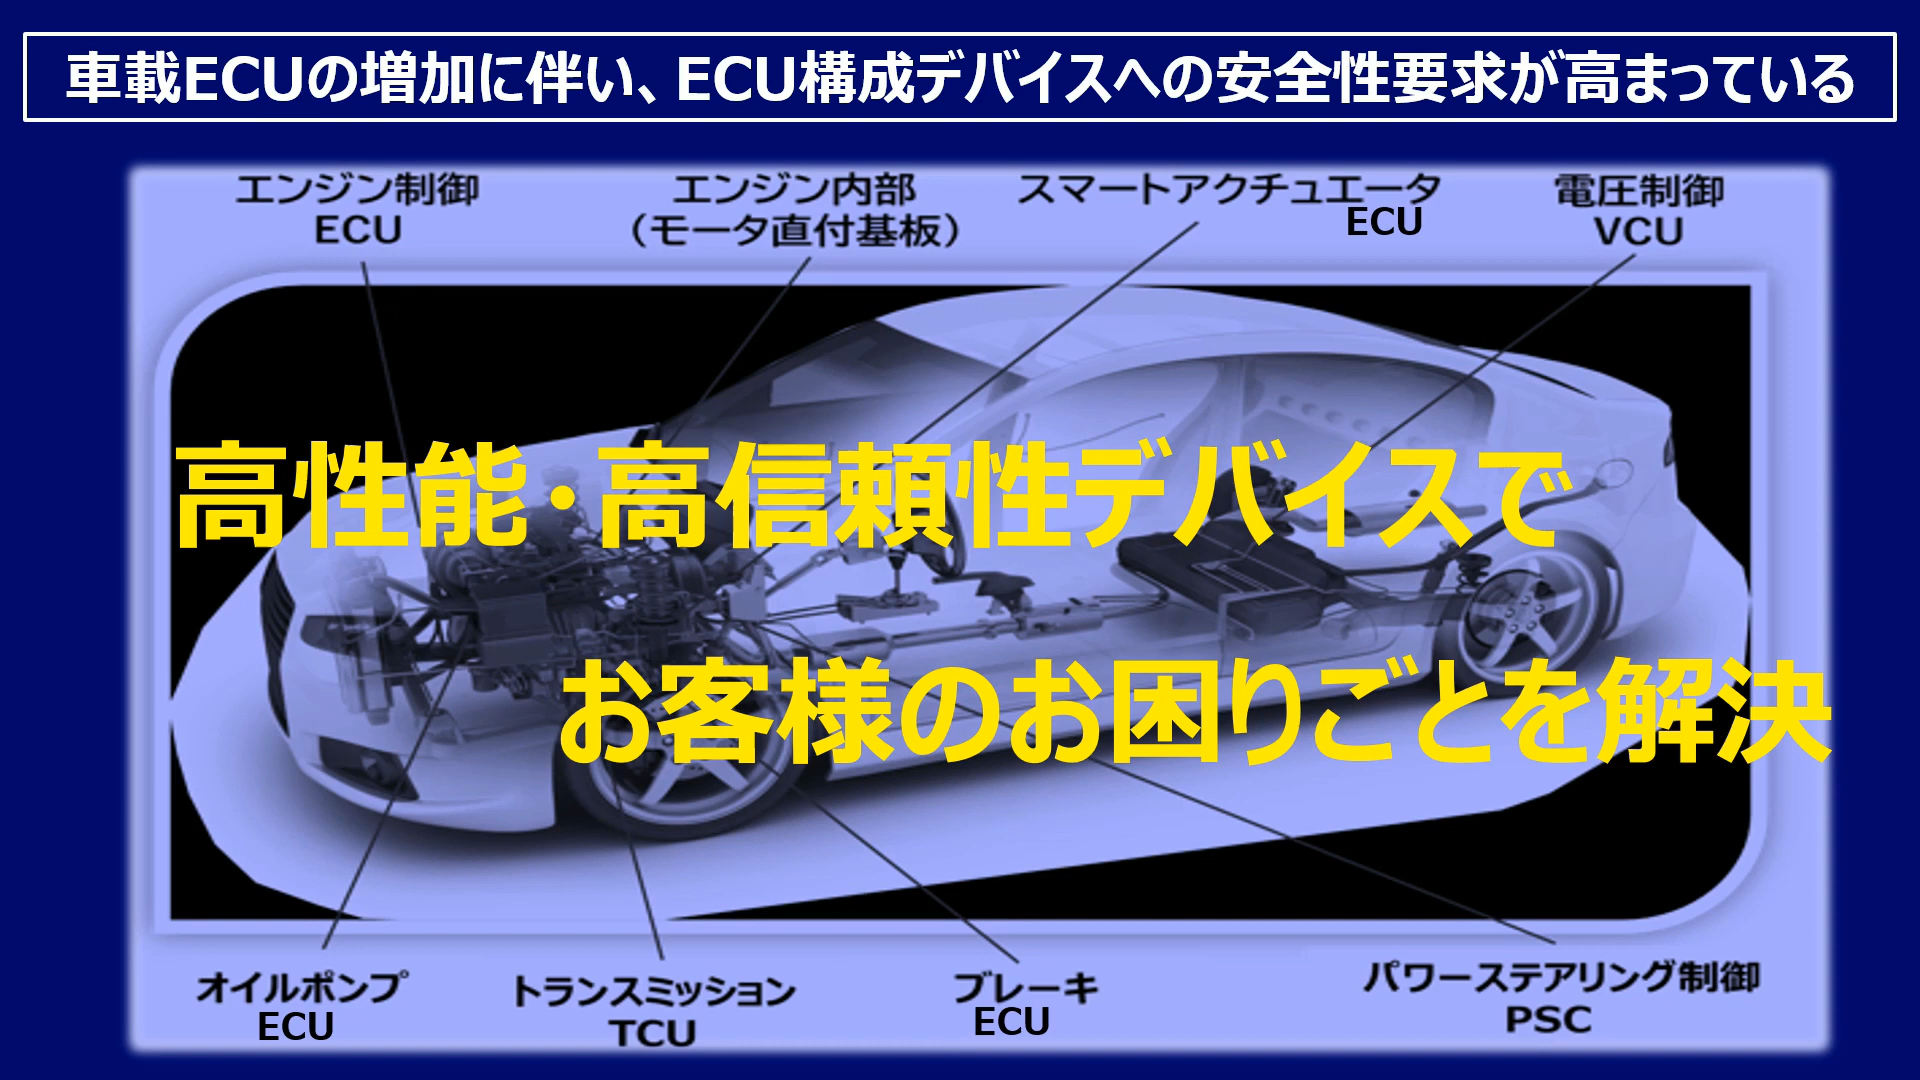 車載ECUの増加に伴い、ECU構成デバイスへの安全性要求が高まっている
エンジン制御
ECU
エンジン内部
（モータ直付基板）
スマートアクチュエータ
ECU
電圧制御
VCU
高性能・高信頼性デバイスで
お客様のお困りごとを解決
オイルポンプ
ECU
トランスミッション
TCU
ブレーキ
ECU
パワーステアリング制御
PSC